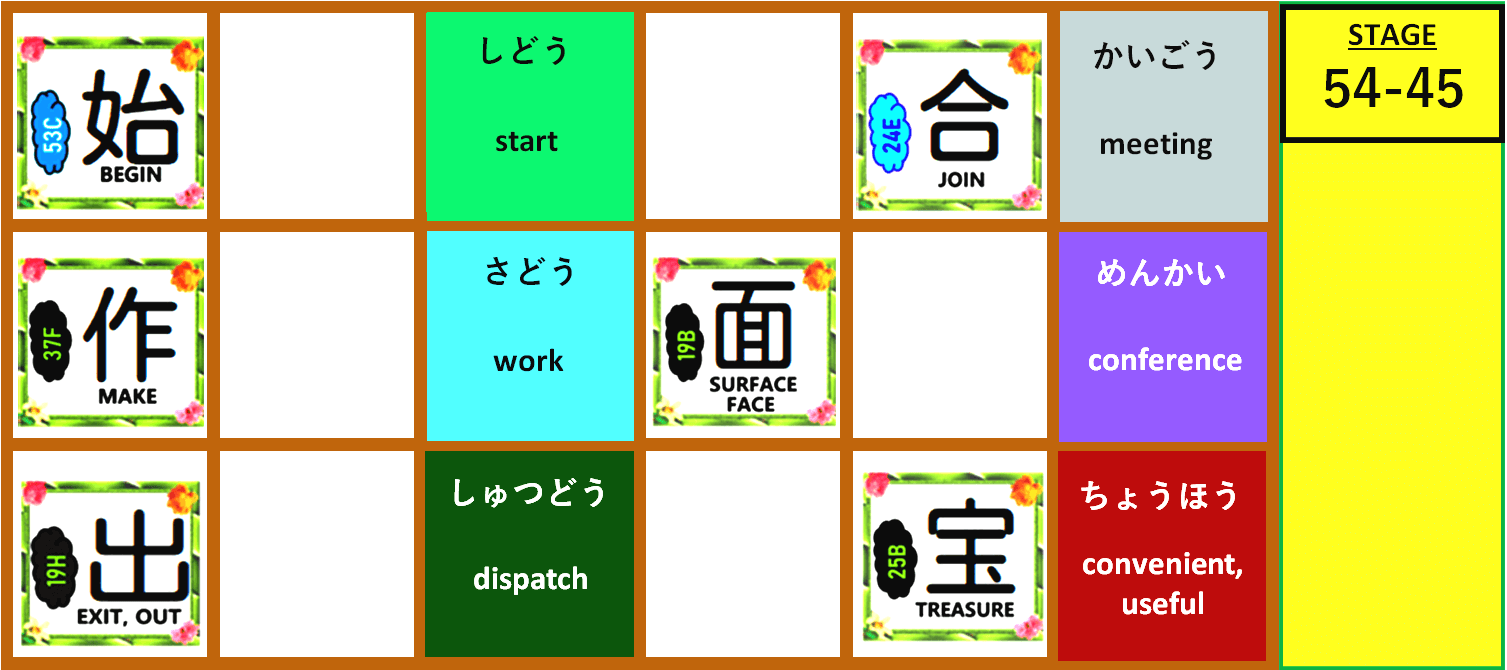 始
53C
BEGIN
しどう
start
合
24E
JOIN
かいごう
meeting
STAGE
54-45
作
37F
MAKE
さどう
work
面
19B
SURFACE
FACE
めんかい
conference
出
19H
EXIT, OUT
しゅつどう
dispatch
宝
25B
TREASURE
ちょうほう
convenient,
useful